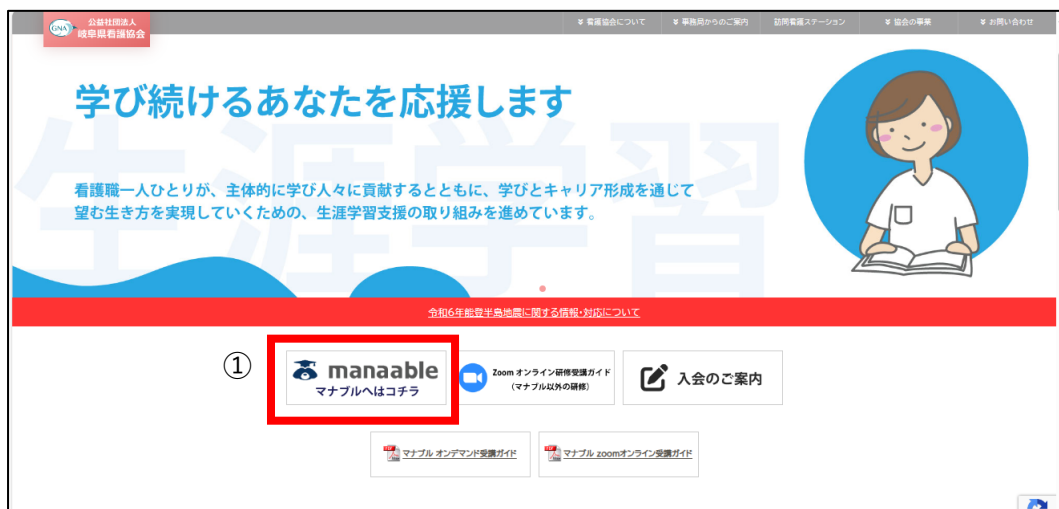 GNA
公益社団法人
岐阜県看護協会
看護協会について
事務局からのご案内
訪問看護ステーション
協会の事業
お問い合わせ
生涯学習
学び続けるあなたを応援します
看護職一人ひとりが、主体的に学び人々に貢献するとともに、学びとキャリア形成を通じて
望む生き方を実現していくための、生涯学習支援の取り組みを進めています。
令和6年能登半島地震に関する情報・対応について
①
manaable
マナブルへはコチラ
Zoom オンライン研修受講ガイド
（マナブル以外の研修）
入会のご案内
PDF
マナブル オンデマンド受講ガイド
PDF
マナブル zoomオンライン受講ガイド